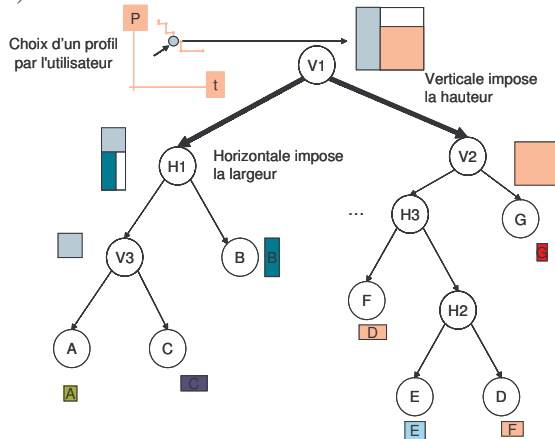 )
P
Choix d'un profil
par l'utilisateur
t
V1
Verticale impose
la hauteur
H1
Horizontale impose
la largeur
V2
...
H3
G
G
V3
B
B
F
D
H2
A
C
A
C
E
D
E
F